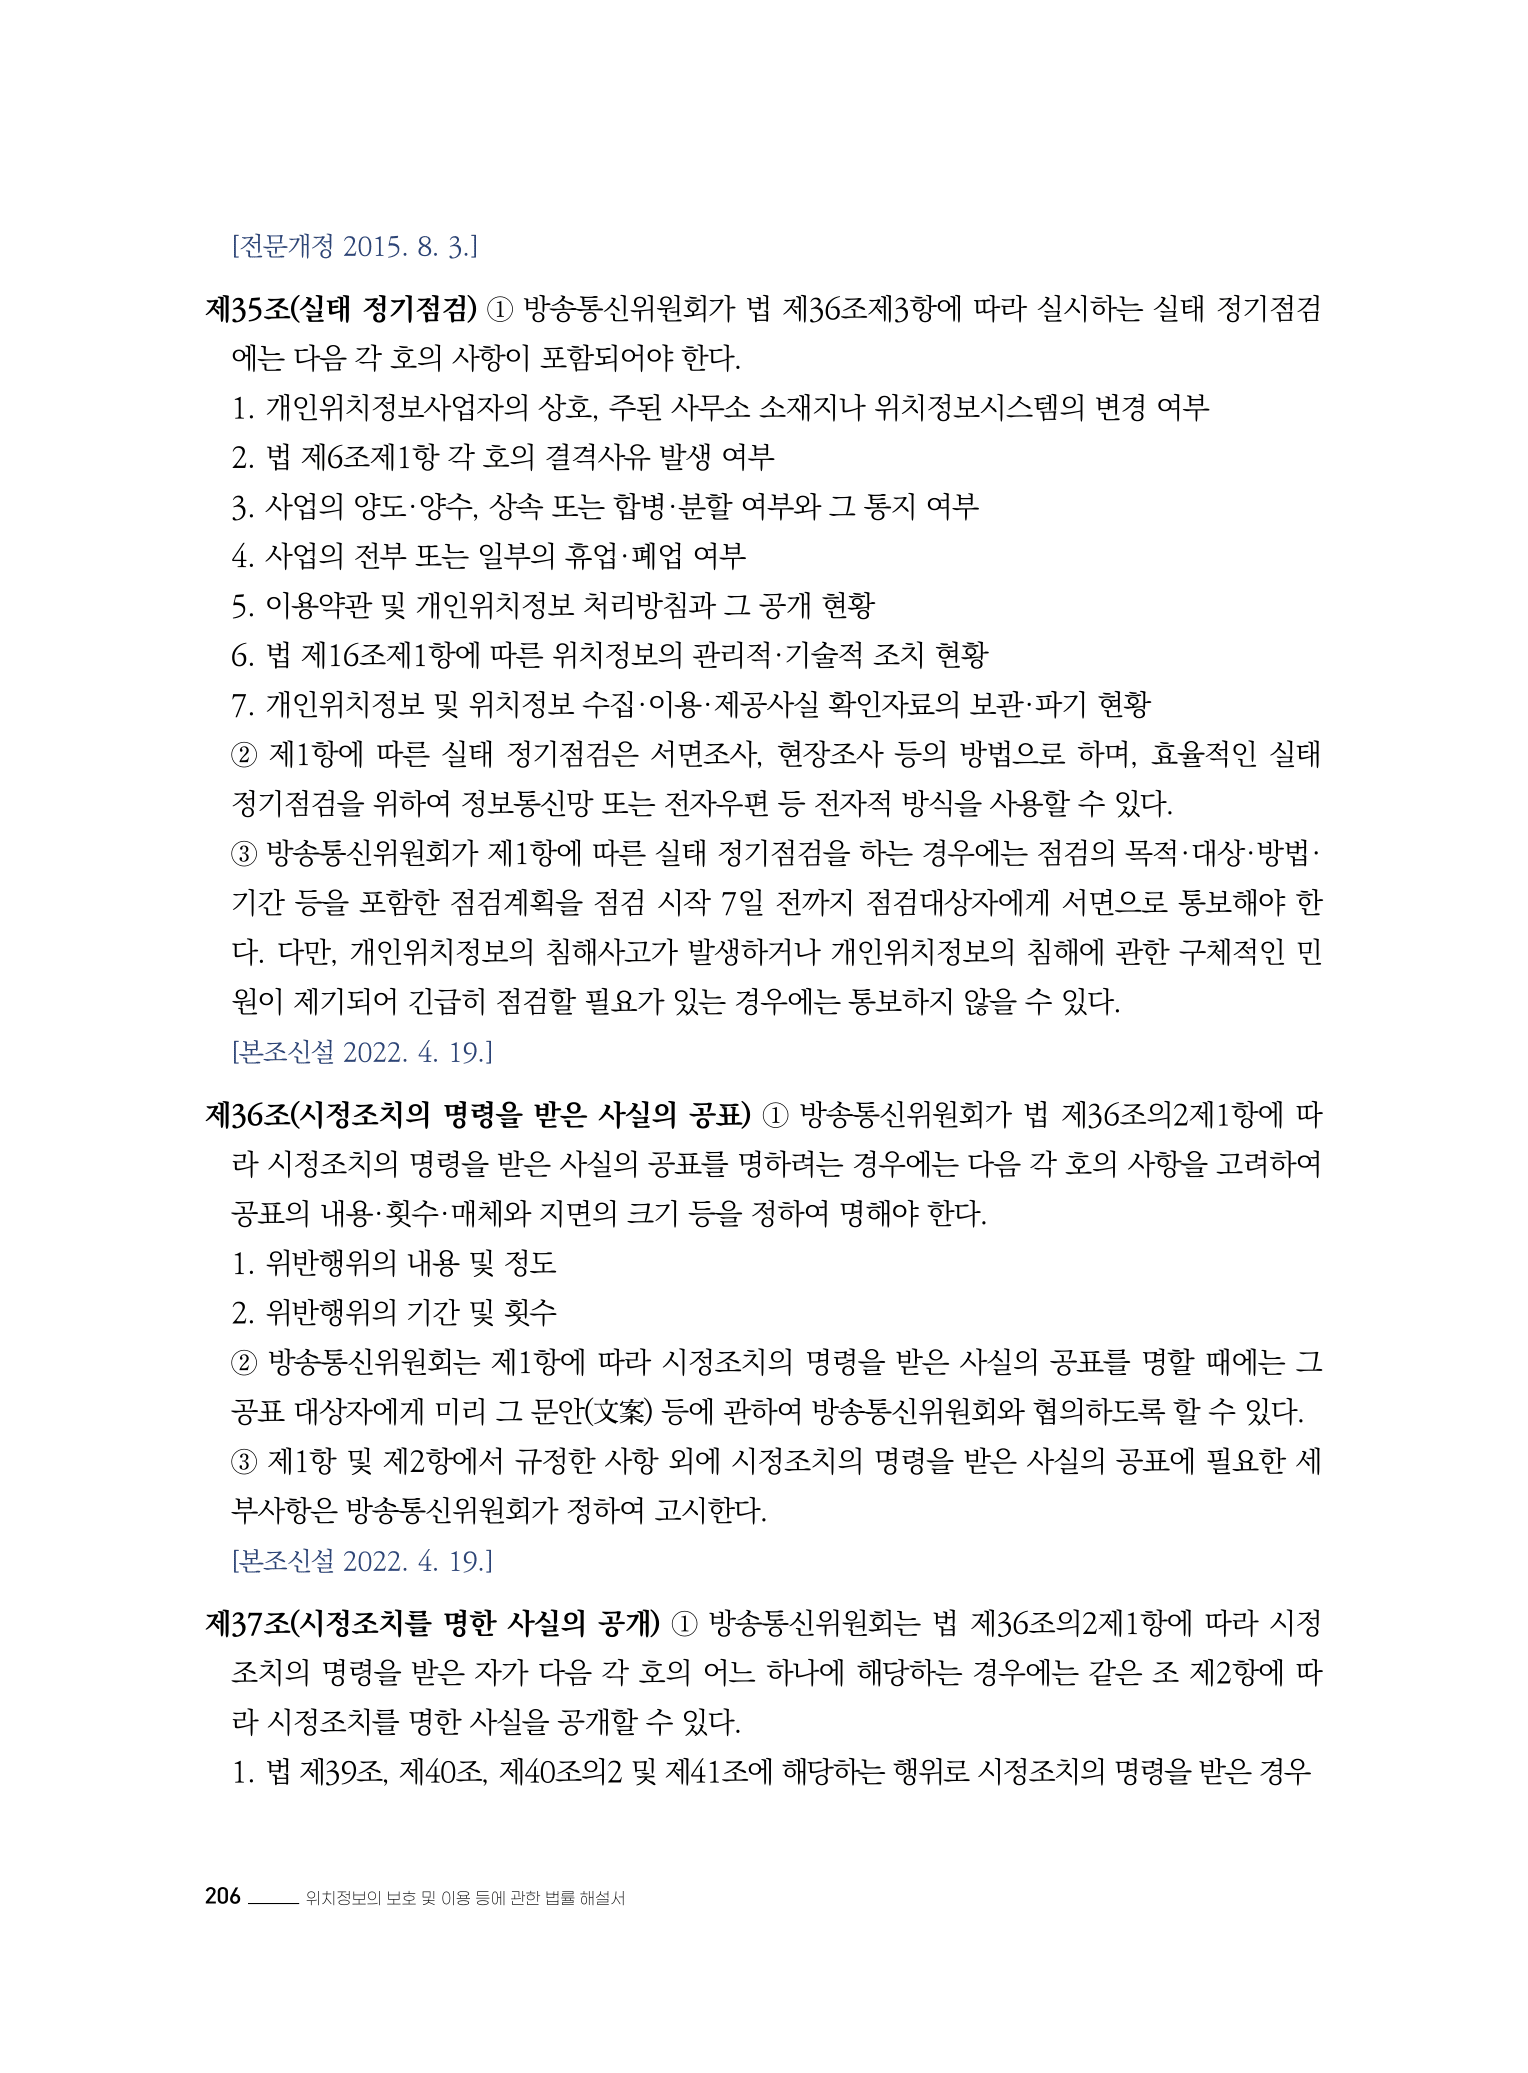 [전문개정 2015. 8. 3.]
제35조(실태 정기점검) ① 방송통신위원회가 법 제36조제3항에 따라 실시하는 실태 정기점검
에는 다음 각 호의 사항이 포함되어야 한다.
1. 개인위치정보사업자의 상호, 주된 사무소 소재지나 위치정보시스템의 변경 여부
2. 법 제6조제1항 각 호의 결격사유 발생 여부
3. 사업의 양도·양수, 상속 또는 합병·분할 여부와 그 통지 여부
4. 사업의 전부 또는 일부의 휴업·폐업 여부
5. 이용약관 및 개인위치정보 처리방침과 그 공개 현황
6. 법 제16조제1항에 따른 위치정보의 관리적·기술적 조치 현황
7. 개인위치정보 및 위치정보 수집·이용·제공사실 확인자료의 보관·파기 현황
② 제1항에 따른 실태 정기점검은 서면조사, 현장조사 등의 방법으로 하며, 효율적인 실태
정기점검을 위하여 정보통신망 또는 전자우편 등 전자적 방식을 사용할 수 있다.
③ 방송통신위원회가 제1항에 따른 실태 정기점검을 하는 경우에는 점검의 목적·대상·방법·
기간 등을 포함한 점검계획을 점검 시작 7일 전까지 점검대상자에게 서면으로 통보해야 한
다. 다만, 개인위치정보의 침해사고가 발생하거나 개인위치정보의 침해에 관한 구체적인 민
원이 제기되어 긴급히 점검할 필요가 있는 경우에는 통보하지 않을 수 있다.
[본조신설 2022. 4. 19.]
제36조(시정조치의 명령을 받은 사실의 공표) ① 방송통신위원회가 법 제36조의2제1항에 따
라 시정조치의 명령을 받은 사실의 공표를 명하려는 경우에는 다음 각 호의 사항을 고려하여
공표의 내용·횟수·매체와 지면의 크기 등을 정하여 명해야 한다.
1. 위반행위의 내용 및 정도
2. 위반행위의 기간 및 횟수
② 방송통신위원회는 제1항에 따라 시정조치의 명령을 받은 사실의 공표를 명할 때에는 그
공표 대상자에게 미리 그 문안(文案) 등에 관하여 방송통신위원회와 협의하도록 할 수 있다.
③ 제1항 및 제2항에서 규정한 사항 외에 시정조치의 명령을 받은 사실의 공표에 필요한 세
부사항은 방송통신위원회가 정하여 고시한다.
[본조신설 2022. 4. 19.]
제37조(시정조치를 명한 사실의 공개) ① 방송통신위원회는 법 제36조의2제1항에 따라 시정
조치의 명령을 받은 자가 다음 각 호의 어느 하나에 해당하는 경우에는 같은 조 제2항에 따
라 시정조치를 명한 사실을 공개할 수 있다.
1. 법 제39조, 제40조, 제40조의2 및 제41조에 해당하는 행위로 시정조치의 명령을 받은 경우
206 위치정보의 보호 및 이용 등에 관한 법률 해설서